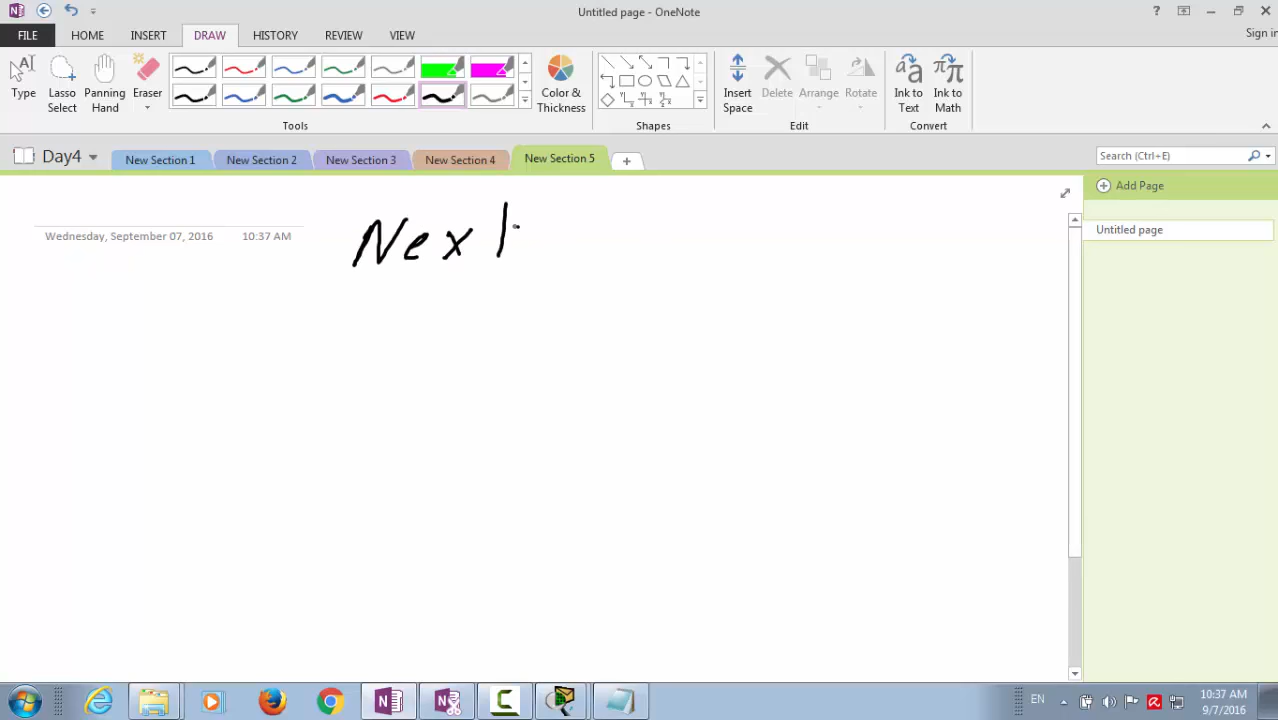 Untitled page - OneNote
?
Sign in
FILE HOME INSERT DRAW HISTORY REVIEW VIEW
Type
Lasso Select
Panning Hand
Eraser
Color & Thickness
Insert Space
Delete
Arrange
Rotate
Ink to Text
Ink to Math
Tools Shapes Edit Convert
Day4 New Section 1 New Section 2 New Section 3 New Section 4 New Section 5
Search (Ctrl+E)
Add Page
Untitled page
Wednesday, September 07, 2016 10:37 AM
Next
EN
10:37 AM
9/7/2016